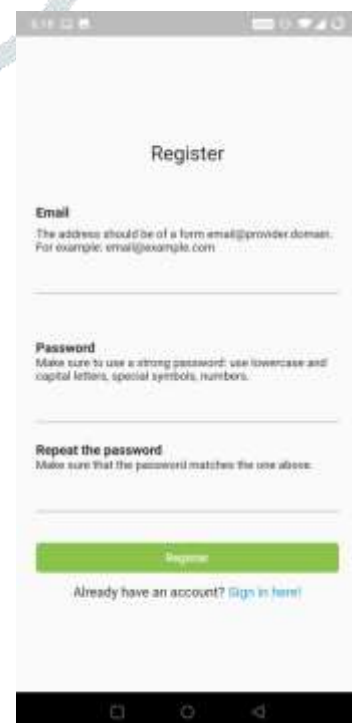 Register
Email
The address should be of a form email@provider.domain.
For example: email@example.com
Password
Make sure to use a strong password: use lowercase and
capital letters, special symbols, numbers.
Repeat the password
Make sure that the password matches the one above.
Register
Already have an account? Sign in here!